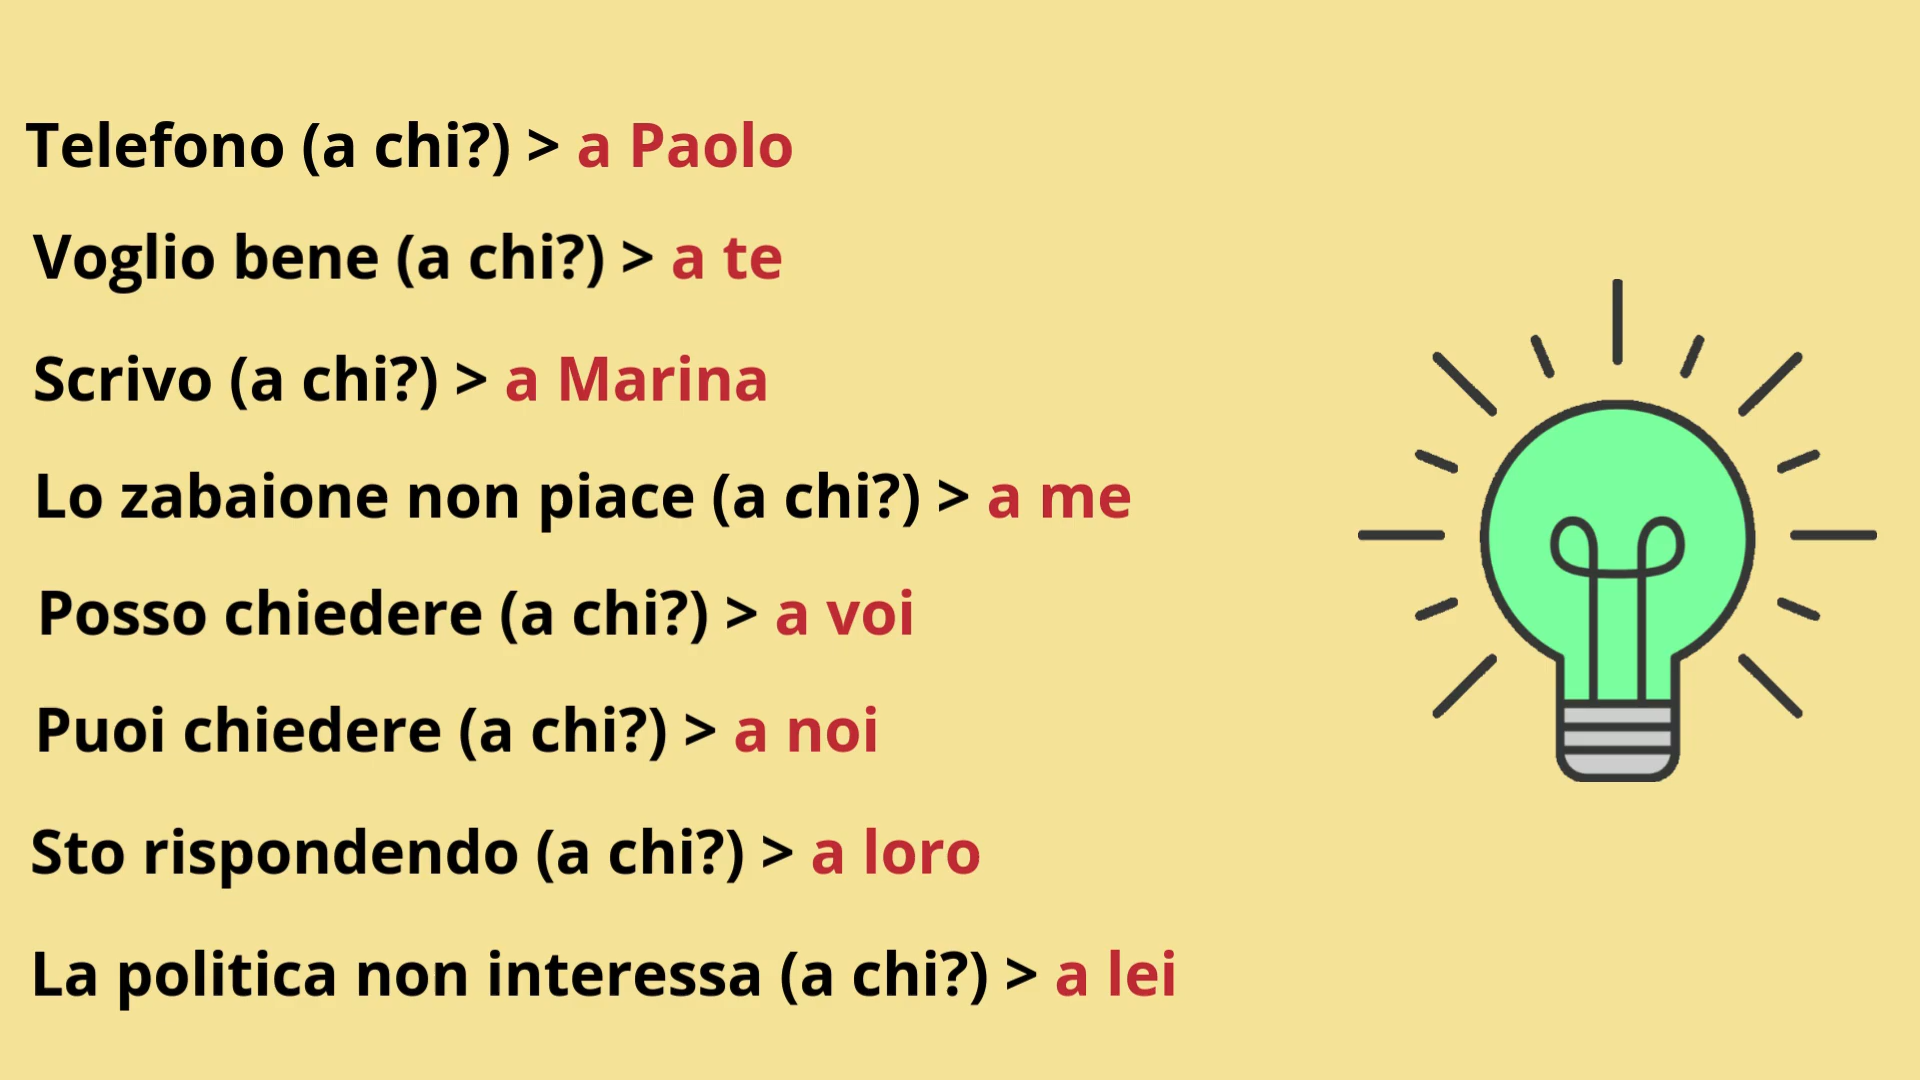 Telefono (a chi?) > a Paolo
Voglio bene (a chi?) > a te
Scrivo (a chi?) > a Marina
Lo zabaione non piace (a chi?) > a me
Posso chiedere (a chi?) > a voi
Puoi chiedere (a chi?) > a noi
Sto rispondendo (a chi?) > a loro
La politica non interessa (a chi?) > a lei